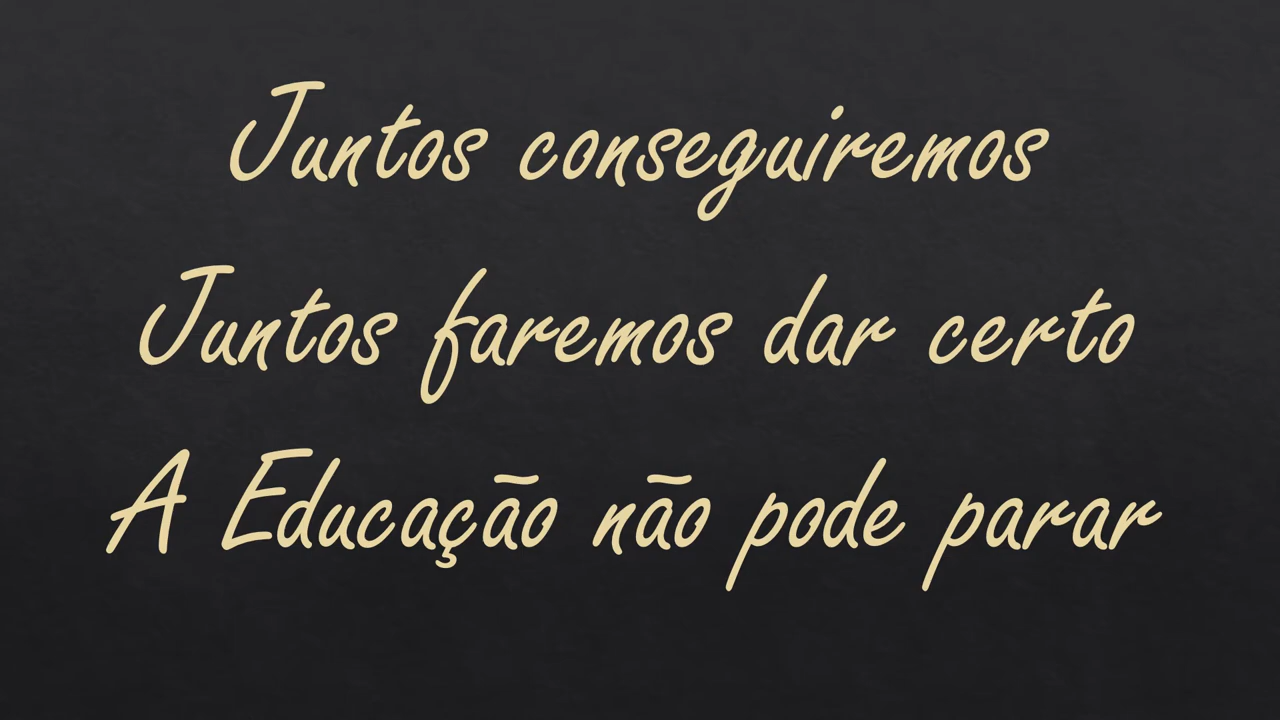 Juntos conseguiremos
Juntos faremos dar certo
A Educação não pode parar